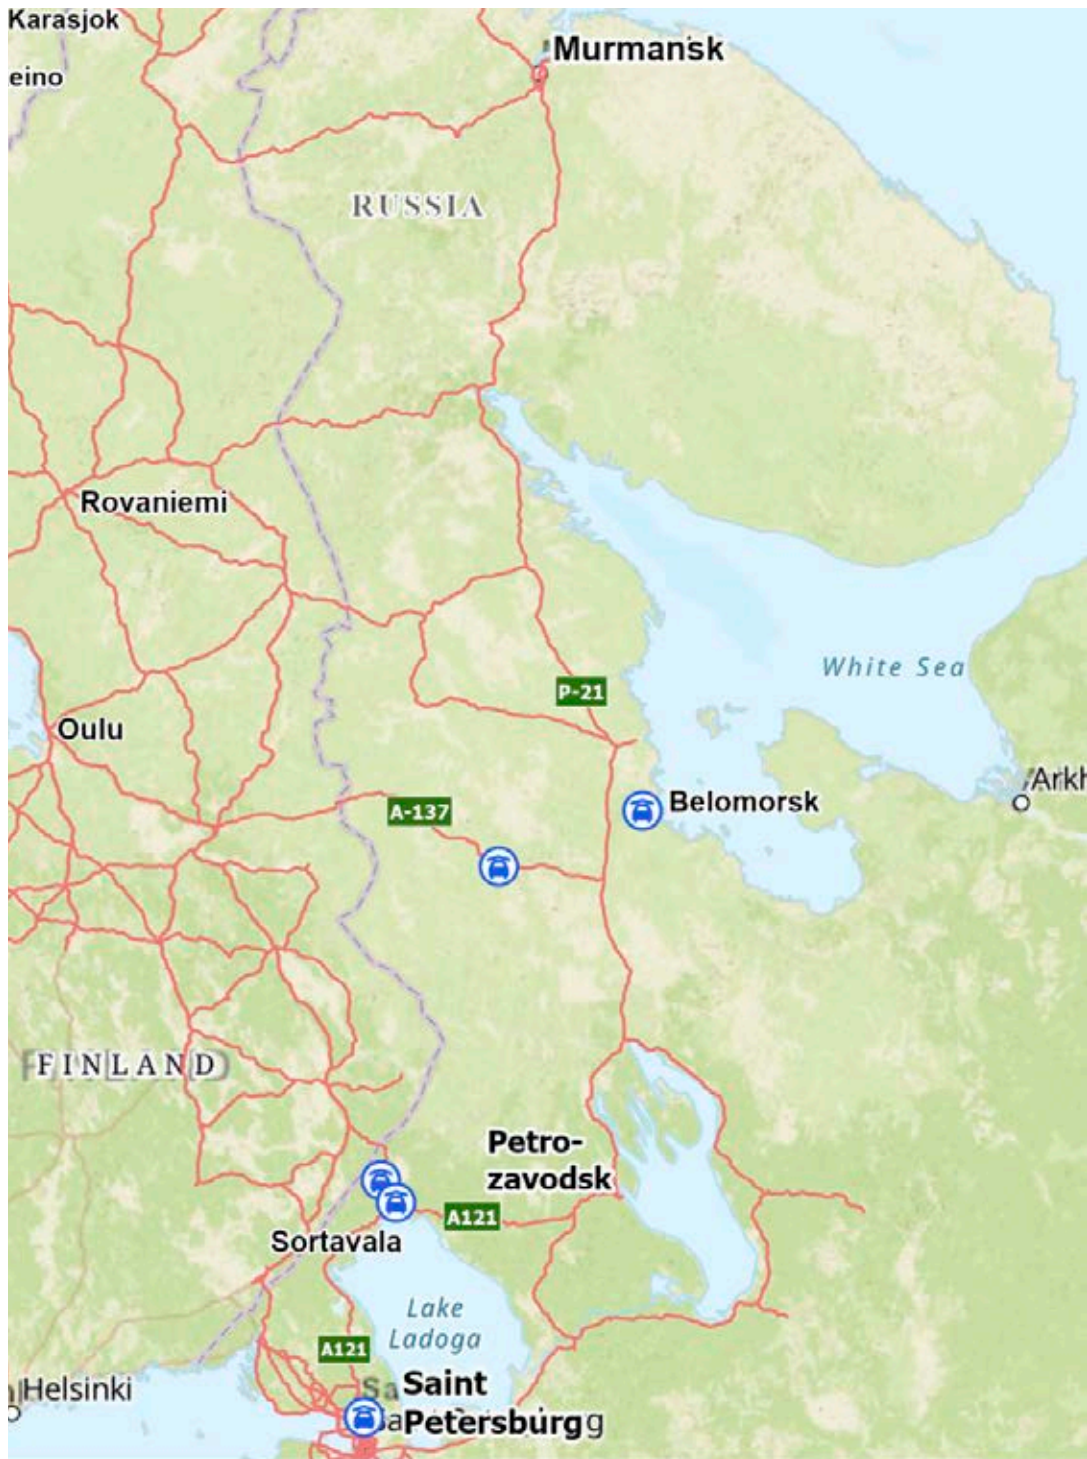 Karasjok
Murmansk
eino
RUSSIA
Rovaniemi
White Sea
P-21
Oulu
Arkh
Belomorsk
A-137
FINLAND
Petro-
zavodsk
A121
Sortavala
Lake
Ladoga
A121
Helsinki
Saint
Petersburg